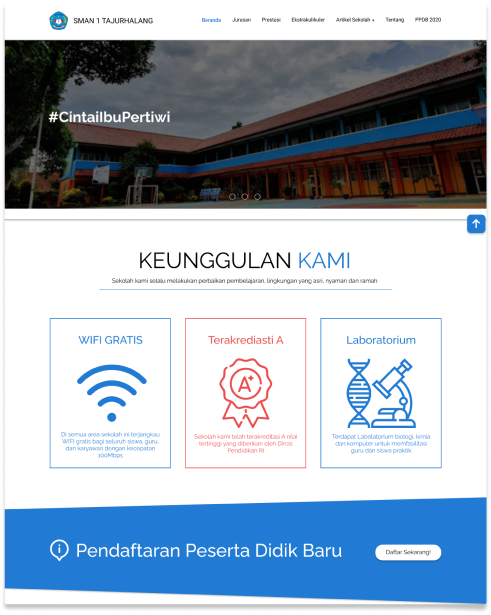 SMAN 1 TAJURHALANG
Beranda Jurusan Prestasi Ekstrakulikuler Artikel Sekolah Tentang PPDB 2020
#CintaiIbuPertiwi
KEUNGGULAN KAMI
Sekolah kami selalu melakukan perbaikan pembelajaran, lingkungan yang asri, nyaman dan ramah
WIFI GRATIS
Di semua area sekolah ini terjangkau
WIFI gratis bagi seluruh siswa, guru,
dan karyawan dengan kecepatan
100Mbps.
Terakrediasti A
A+
Sekolah kami telah terakreditasi A nilai
tertinggi yang diberikan oleh Dinas
Pendidikan RI
Laboratorium
Terdapat Labolatorium biologi, kimia
dan komputer untuk memfasilitas
guru dan siswa praktik
Pendaftaran Peserta Didik Baru
Daftar Sekarang!